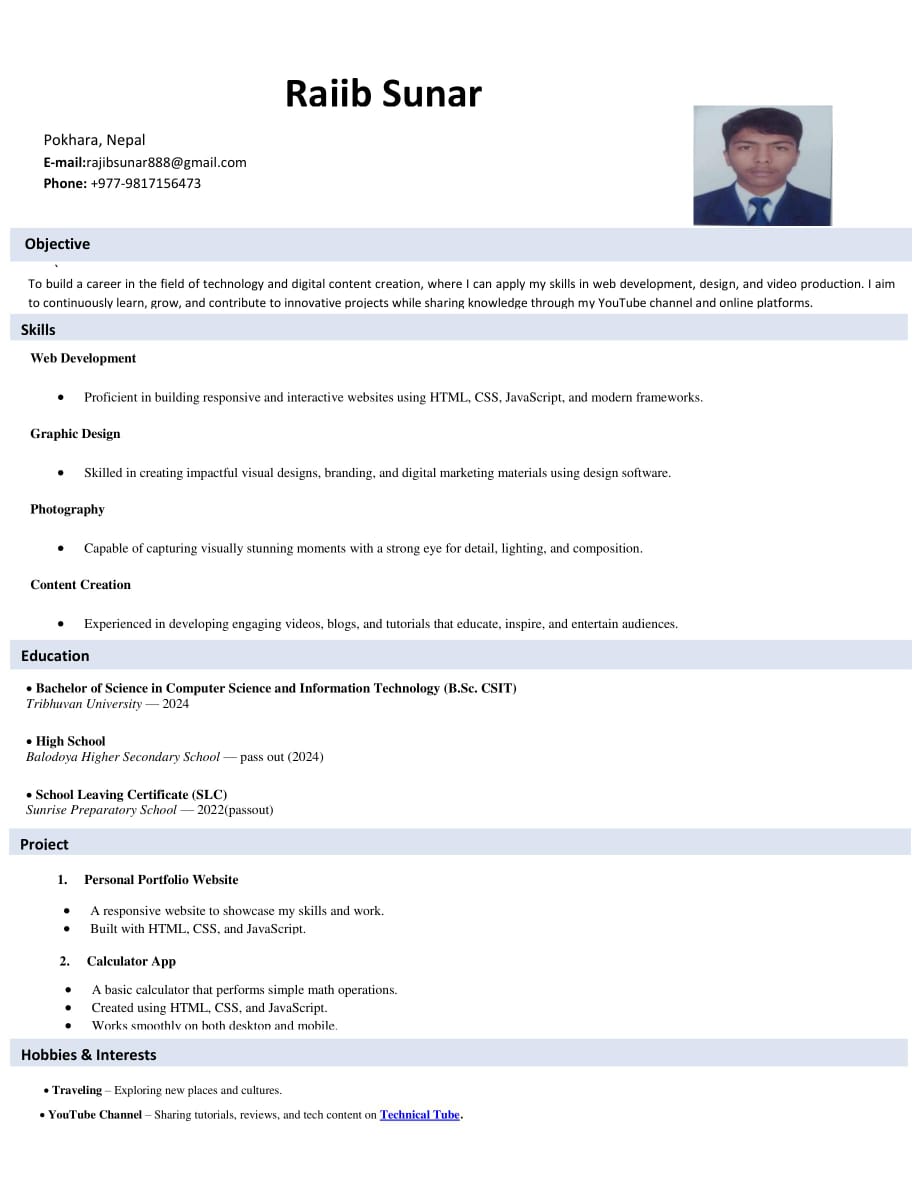 Rajib Sunar
Pokhara, Nepal
E-mail:rajibsunar888@gmail.com
Phone: +977-9817156473
Objective
`
To build a career in the field of technology and digital content creation, where I can apply my skills in web development, design, and video production. I aim
to continuously learn, grow, and contribute to innovative projects while sharing knowledge through my YouTube channel and online platforms.
Skills
Web Development
• Proficient in building responsive and interactive websites using HTML, CSS, JavaScript, and modern frameworks.
Graphic Design
• Skilled in creating impactful visual designs, branding, and digital marketing materials using design software.
Photography
• Capable of capturing visually stunning moments with a strong eye for detail, lighting, and composition.
Content Creation
• Experienced in developing engaging videos, blogs, and tutorials that educate, inspire, and entertain audiences.
Education
• Bachelor of Science in Computer Science and Information Technology (B.Sc. CSIT)
Tribhuvan University — 2024
• High School
Balodoya Higher Secondary School — pass out (2024)
• School Leaving Certificate (SLC)
Sunrise Preparatory School — 2022(passout)
Project
1. Personal Portfolio Website
• A responsive website to showcase my skills and work.
• Built with HTML, CSS, and JavaScript.
2. Calculator App
• A basic calculator that performs simple math operations.
• Created using HTML, CSS, and JavaScript.
• Works smoothly on both desktop and mobile.
Hobbies & Interests
• Traveling – Exploring new places and cultures.
• YouTube Channel – Sharing tutorials, reviews, and tech content on Technical Tube.